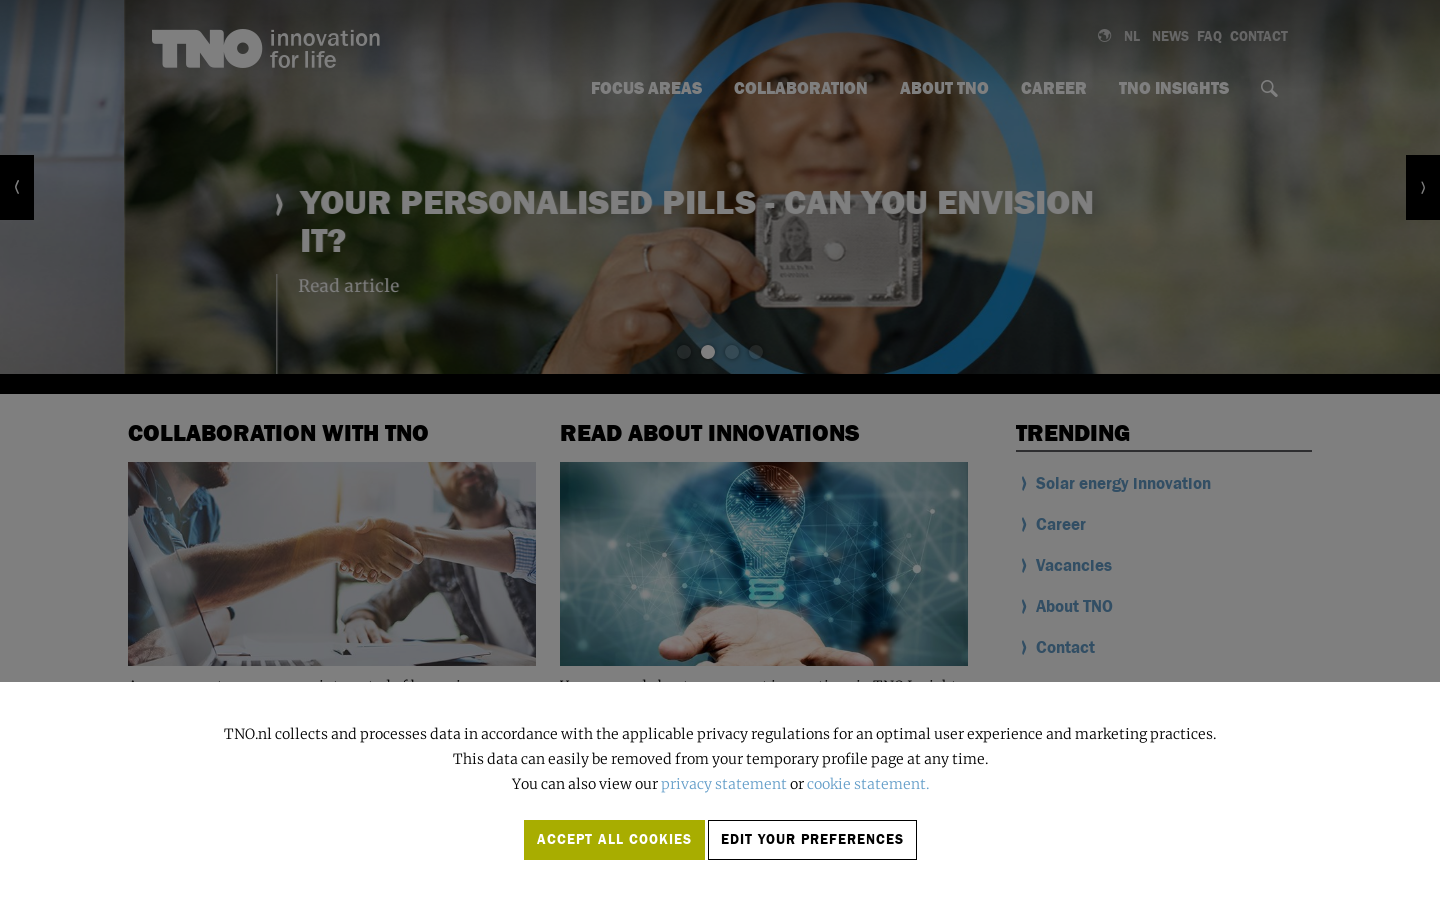 TNO innovation
for life
NL NEWS FAQ CONTACT
FOCUS AREAS COLLABORATION ABOUT TNO CAREER TNO INSIGHTS
YOUR PERSONALISED PILLS - CAN YOU ENVISION
IT?
Read article
COLLABORATION WITH TNO
READ ABOUT INNOVATIONS
TRENDING
Solar energy innovation
Career
Vacancies
About TNO
Contact
TNO.nl collects and processes data in accordance with the applicable privacy regulations for an optimal user experience and marketing practices.
This data can easily be removed from your temporary profile page at any time.
You can also view our privacy statement or cookie statement.
ACCEPT ALL COOKIES EDIT YOUR PREFERENCES